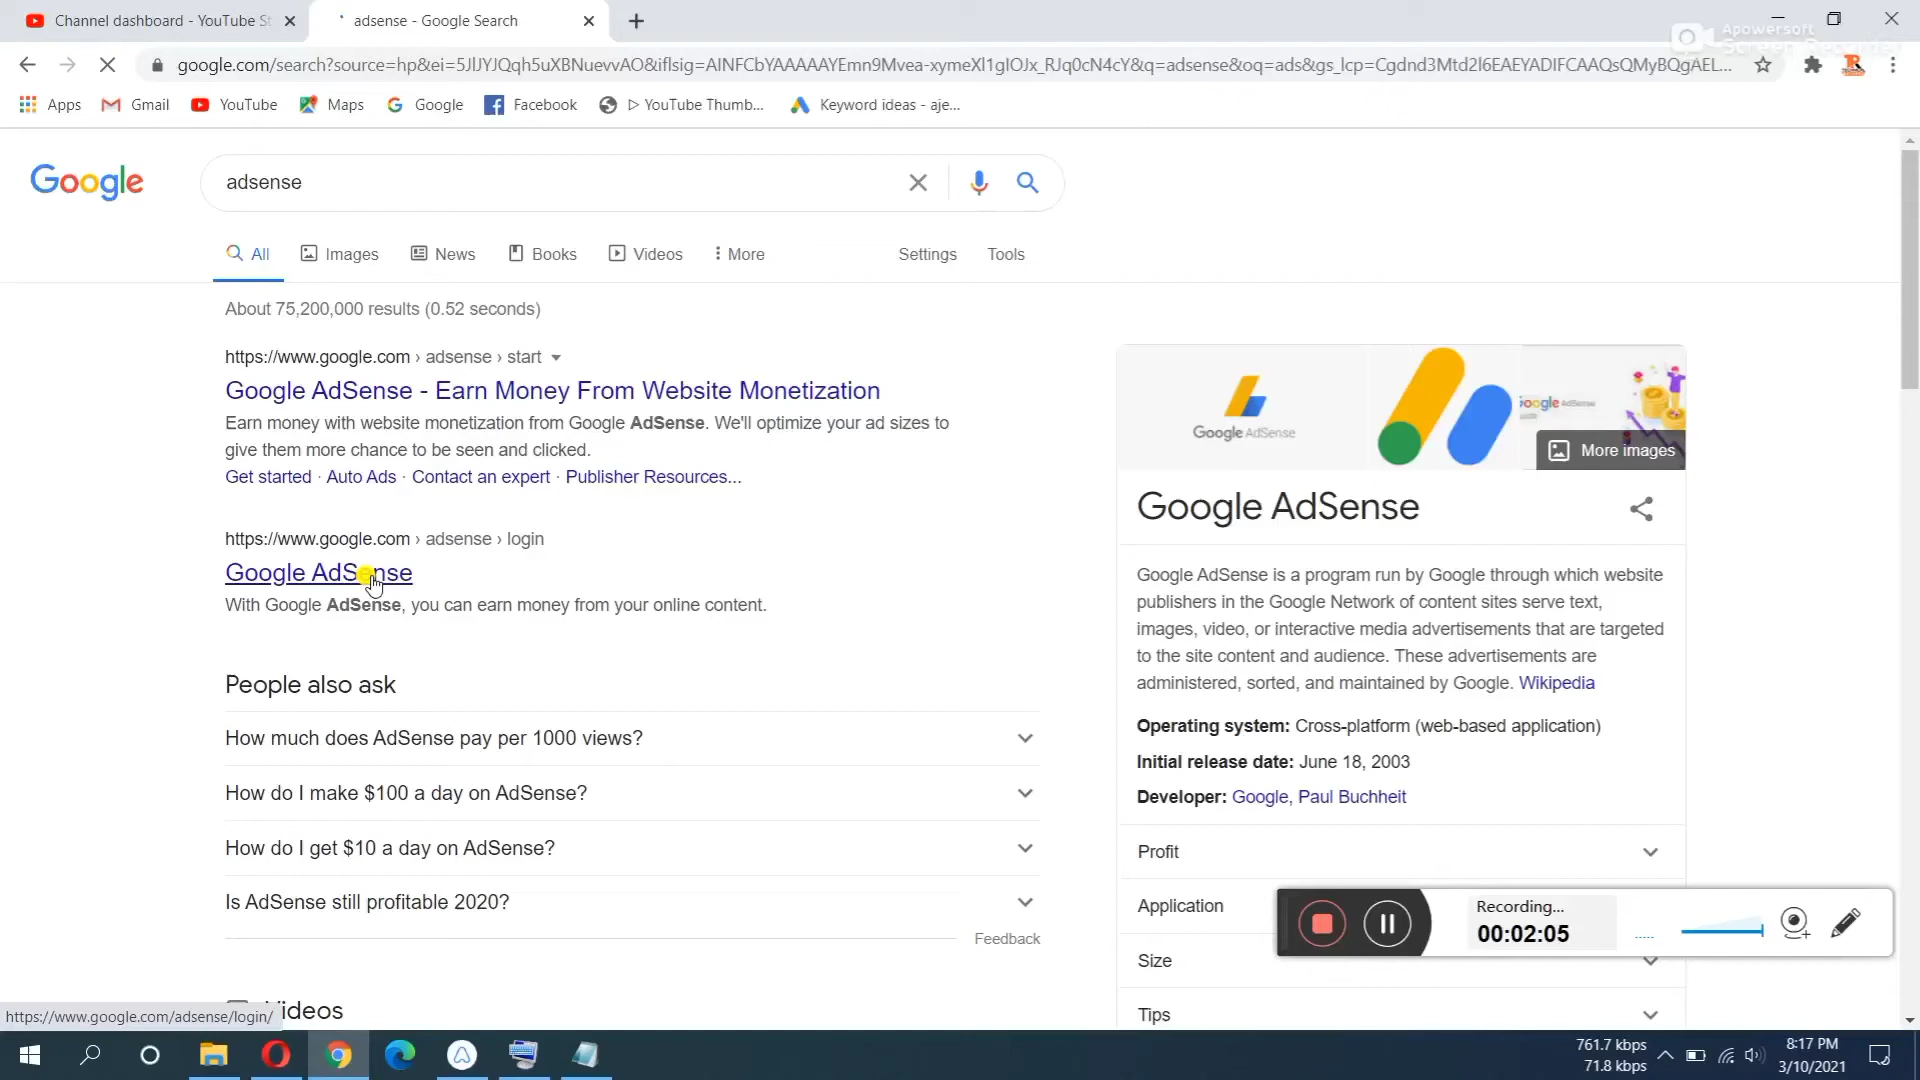 Channel dashboard - YouTube St
adsense - Google Search
Apowersoft
Screen Recorder
google.com/search?source=hp&ei=5JlJYJQqh5uXBNuevvAO&iflsig=AINFCbYAAAAAYEmn9Mvea-xymeXl1gIOJx_RJq0cN4cY&q=adsense&oq=ads&gs_lcp=Cgdnd3Mtd2l6EAEYADIFCAAQsQMyBQgAEL...
Apps
Gmail
YouTube
Maps
Google
Facebook
▷ YouTube Thumb...
Keyword ideas - aje...
Google
adsense
All
Images
News
Books
Videos
More
Settings
Tools
About 75,200,000 results (0.52 seconds)
https://www.google.com › adsense › start
Google AdSense - Earn Money From Website Monetization
Earn money with website monetization from Google AdSense. We'll optimize your ad sizes to
give them more chance to be seen and clicked.
Get started · Auto Ads · Contact an expert · Publisher Resources...
https://www.google.com › adsense › login
Google AdSense
With Google AdSense, you can earn money from your online content.
People also ask
How much does AdSense pay per 1000 views?
How do I make $100 a day on AdSense?
How do I get $10 a day on AdSense?
Is AdSense still profitable 2020?
Feedback
Videos
https://www.google.com/adsense/login/
Google AdSense
Google AdSense
More images
Google AdSense
Google AdSense is a program run by Google through which website
publishers in the Google Network of content sites serve text,
images, video, or interactive media advertisements that are targeted
to the site content and audience. These advertisements are
administered, sorted, and maintained by Google. Wikipedia
Operating system: Cross-platform (web-based application)
Initial release date: June 18, 2003
Developer: Google, Paul Buchheit
Profit
Application
Size
Tips
Recording...
00:02:05
761.7 kbps
71.8 kbps
8:17 PM
3/10/2021